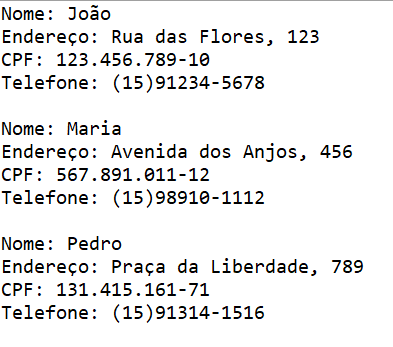 Nome: João
Endereço: Rua das Flores, 123
CPF: 123.456.789-10
Telefone: (15)91234-5678

Nome: Maria
Endereço: Avenida dos Anjos, 456
CPF: 567.891.011-12
Telefone: (15)98910-1112

Nome: Pedro
Endereço: Praça da Liberdade, 789
CPF: 131.415.161-71
Telefone: (15)91314-1516